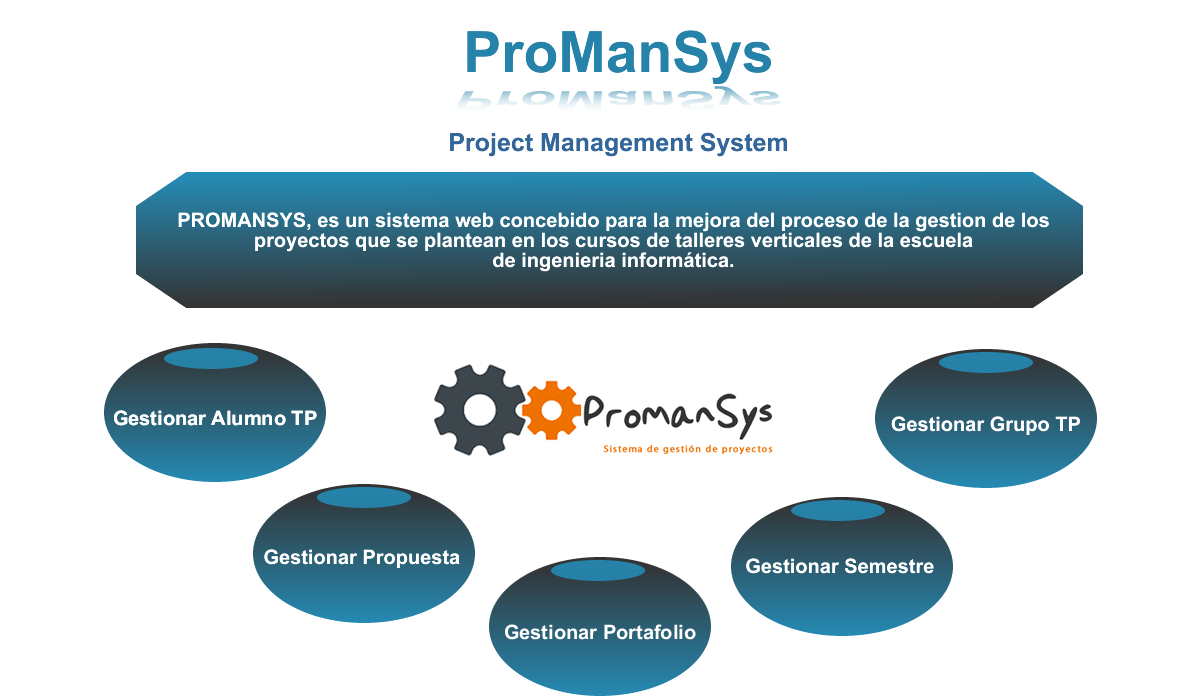 ProManSys
Project Management System
PROMANSYS, es un sistema web concebido para la mejora del proceso de la gestion de los
proyectos que se plantean en los cursos de talleres verticales de la escuela
de ingenieria informática.
Gestionar Alumno TP
PromanSys
Sistema de gestión de proyectos
Gestionar Grupo TP
Gestionar Propuesta
Gestionar Semestre
Gestionar Portafolio